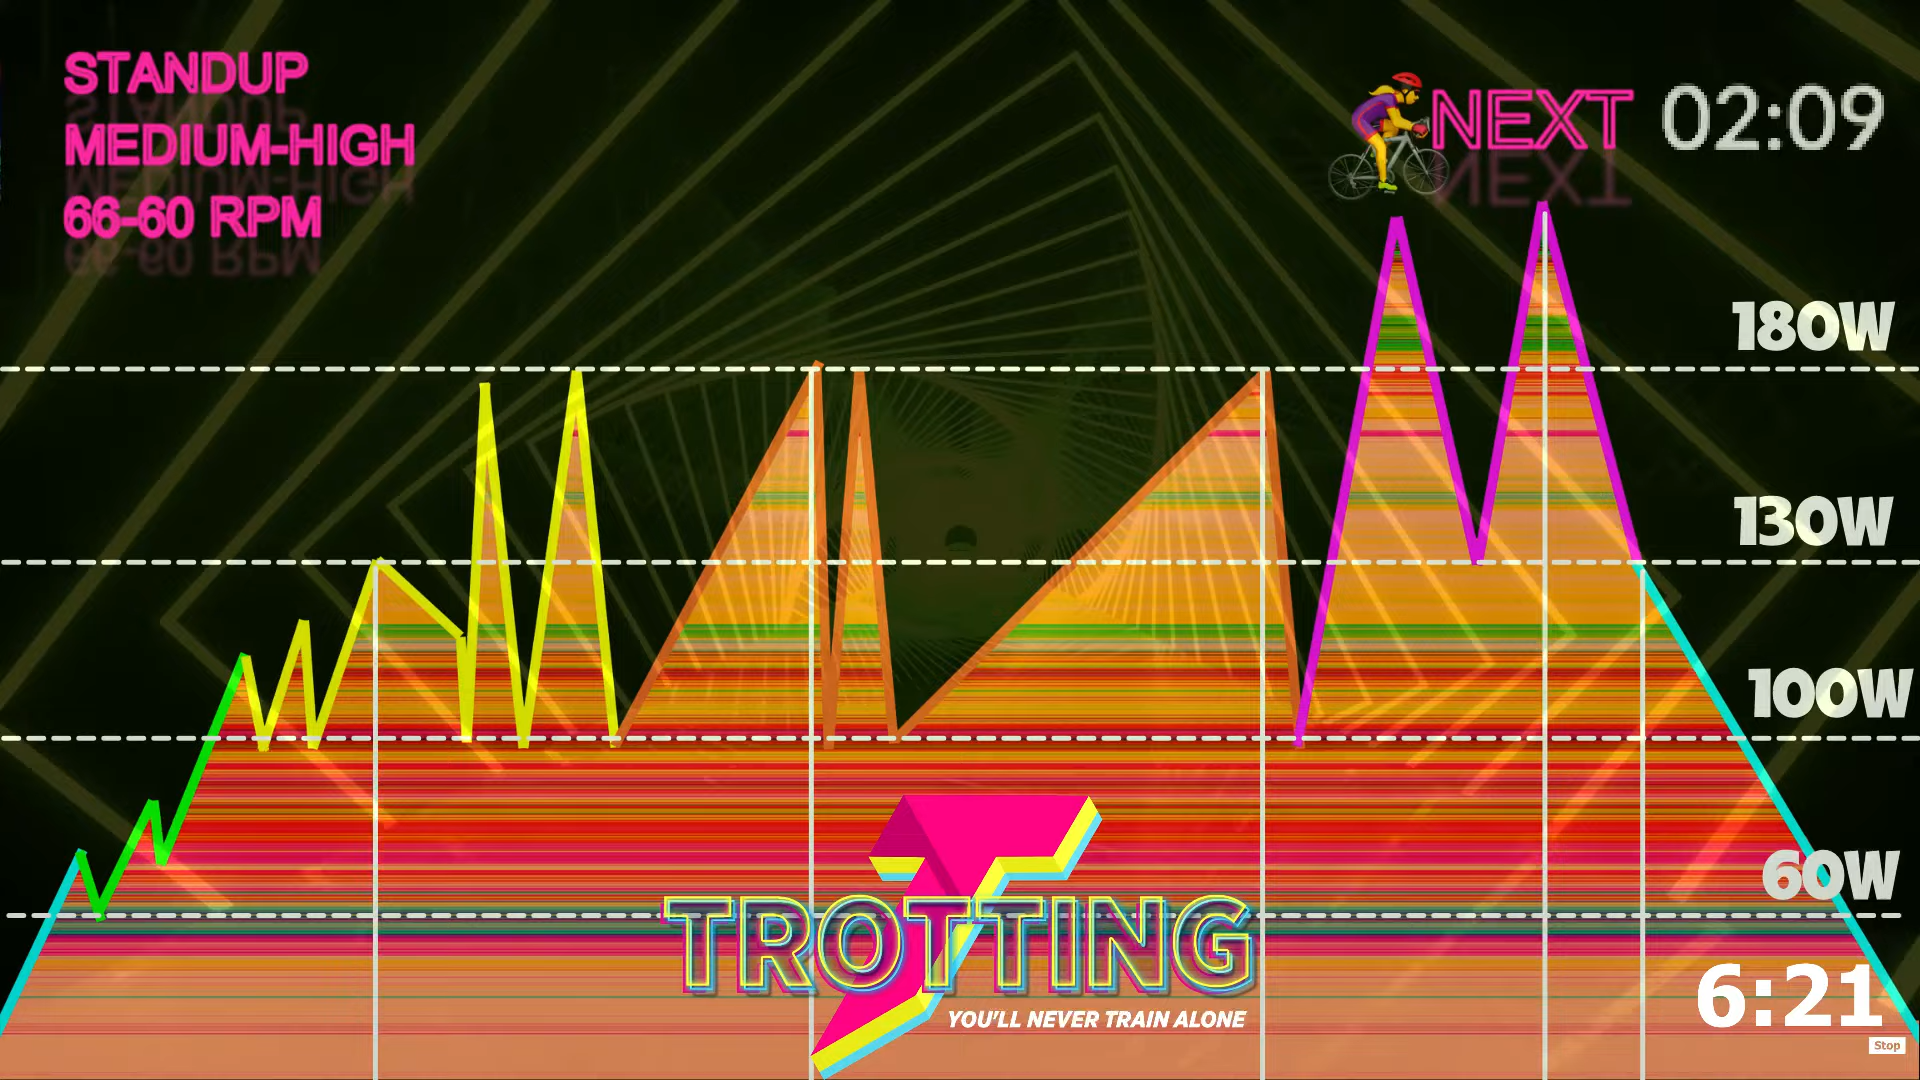 STANDUP
MEDIUM-HIGH
66-60 RPM
NEXT 02:09
180W
130W
100W
60W
TROTTING
YOU'LL NEVER TRAIN ALONE
6:21
Stop